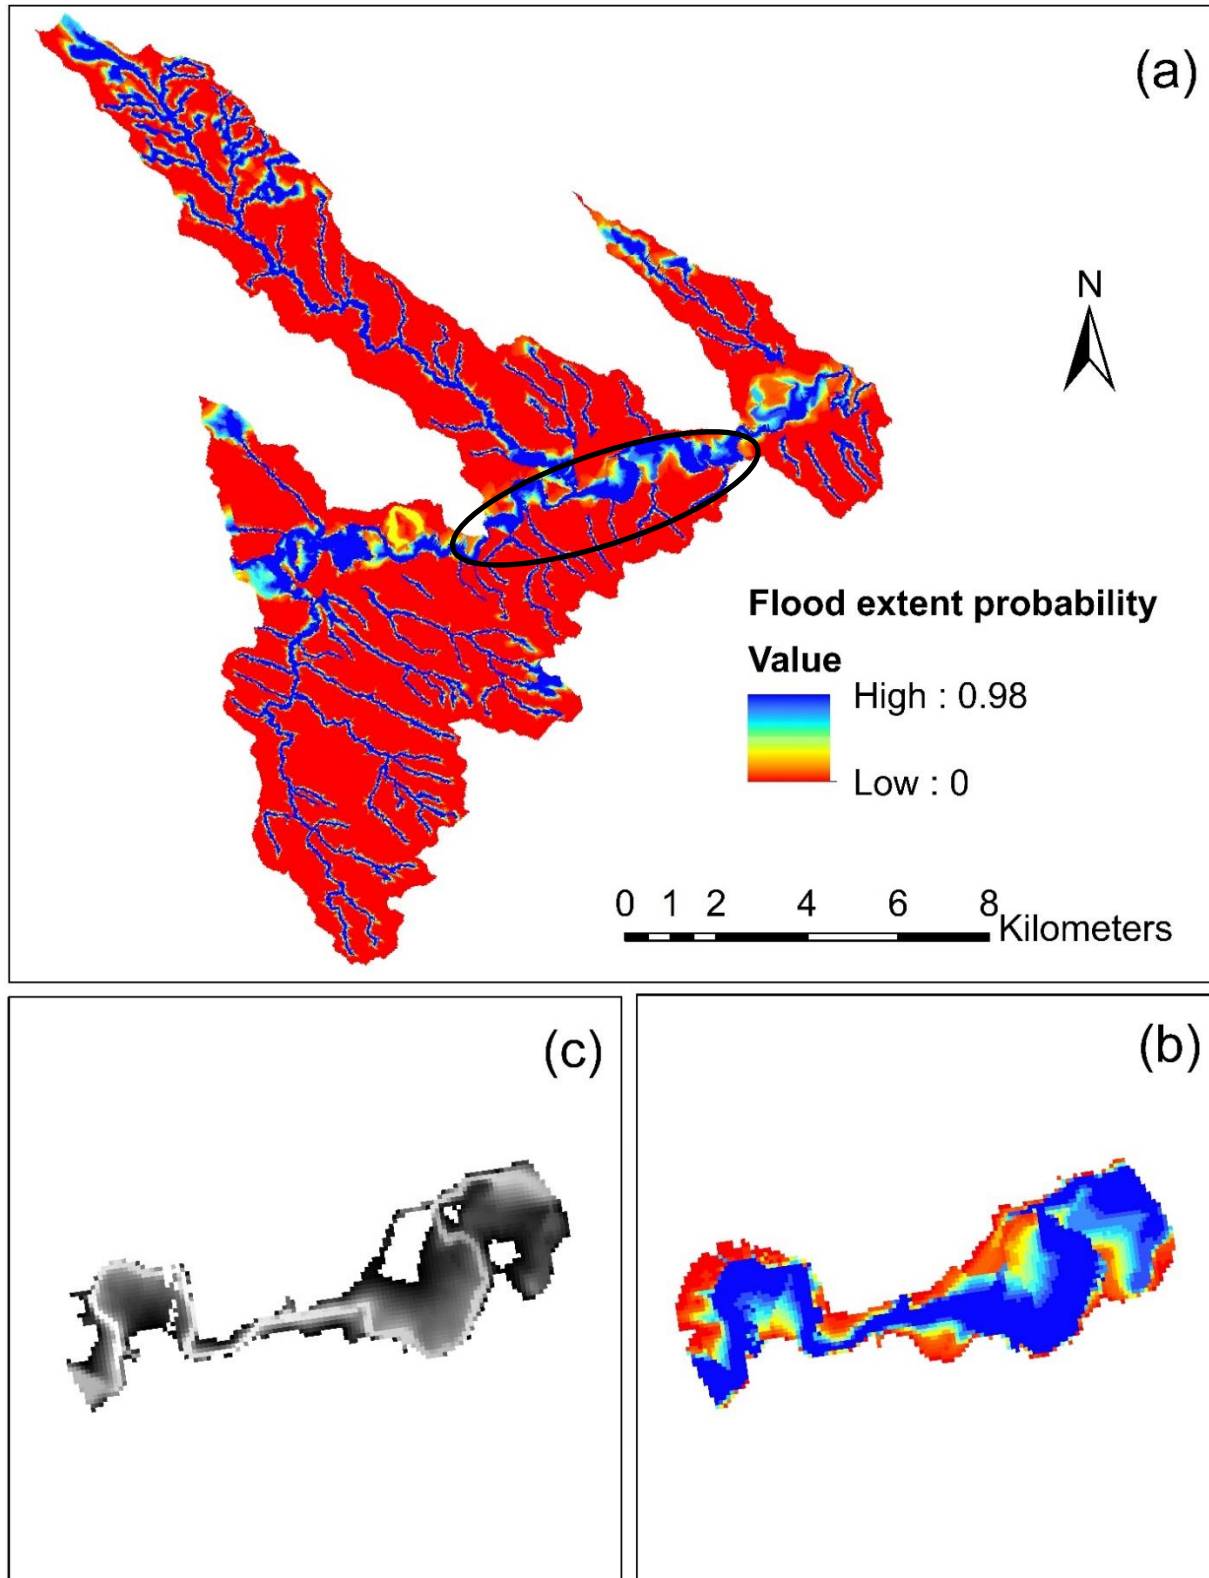 (a)
N
Flood extent probability
Value
High : 0.98
Low : 0
0 1 2 4 6 8
Kilometers
(c)
(b)